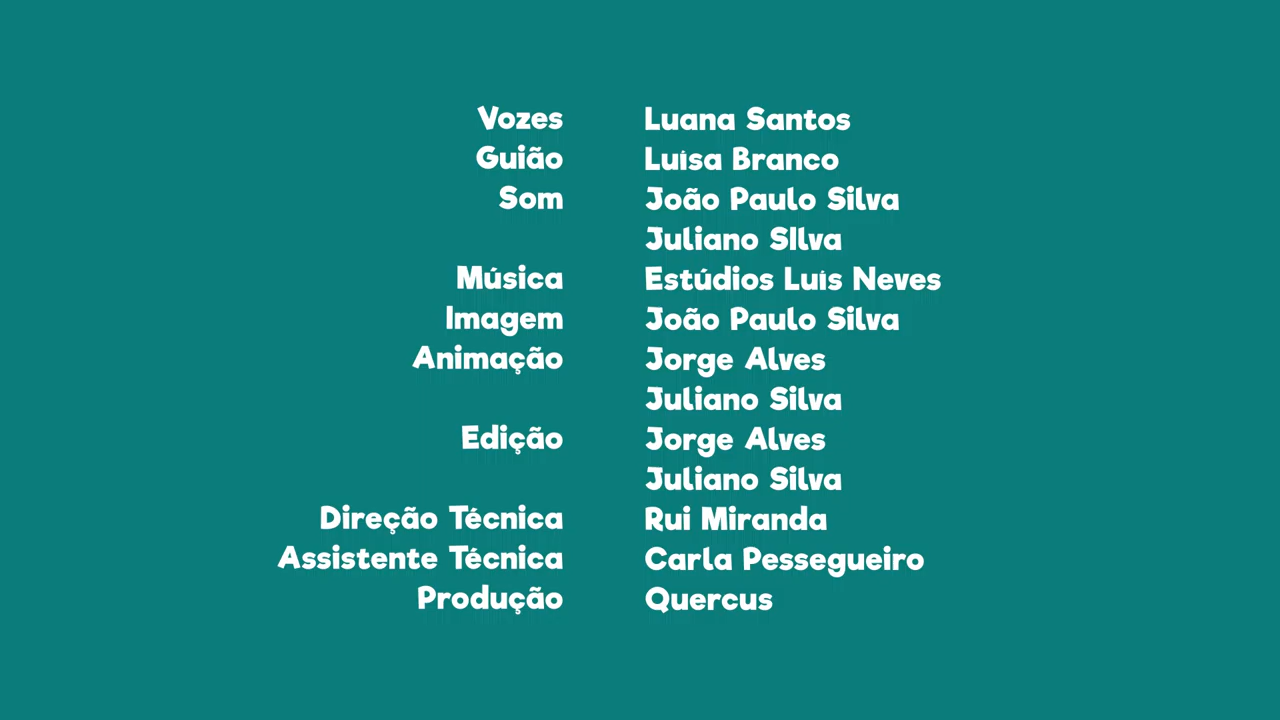 Vozes Luana Santos
Guião Luísa Branco
Som João Paulo Silva
Juliano SIlva
Música Estúdios Luís Neves
Imagem João Paulo Silva
Animação Jorge Alves
Juliano Silva
Edição Jorge Alves
Juliano Silva
Direção Técnica Rui Miranda
Assistente Técnica Carla Pessegueiro
Produção Quercus